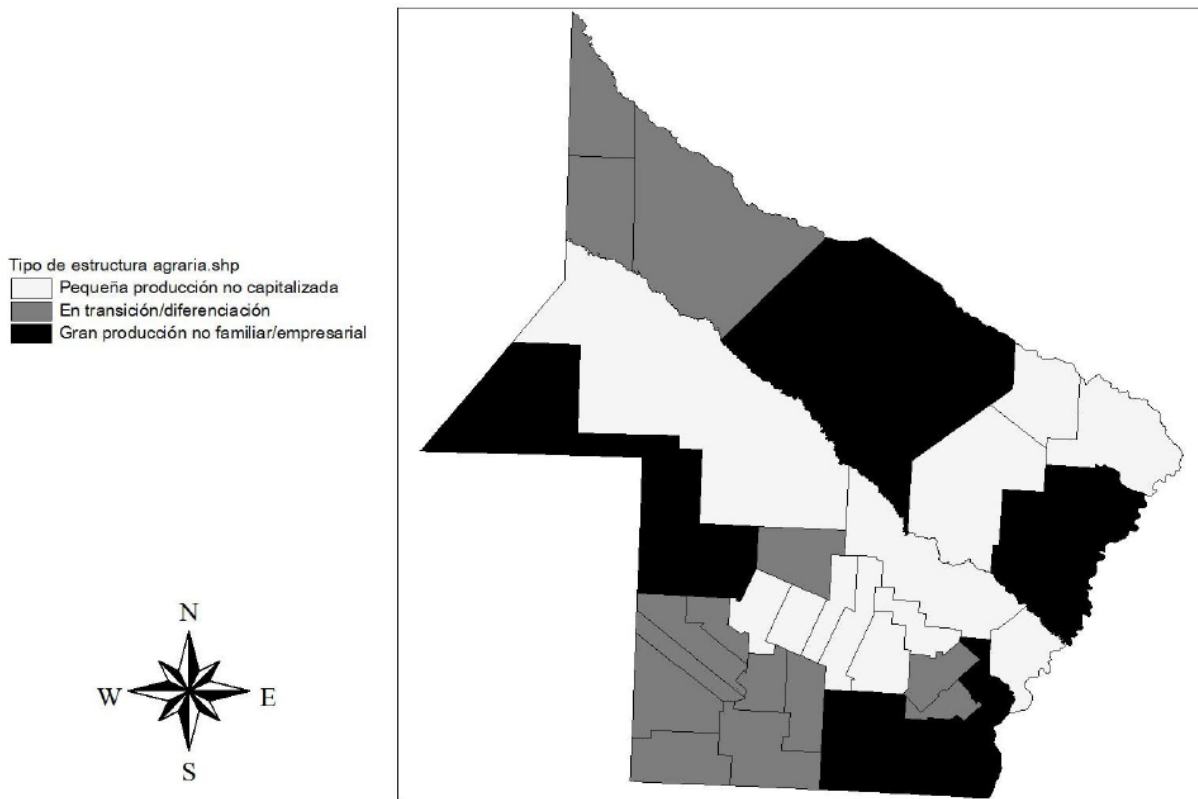 Tipo de estructura agraria.shp
Pequeña producción no capitalizada
En transición/diferenciación
Gran producción no familiar/empresarial
N
W E
S